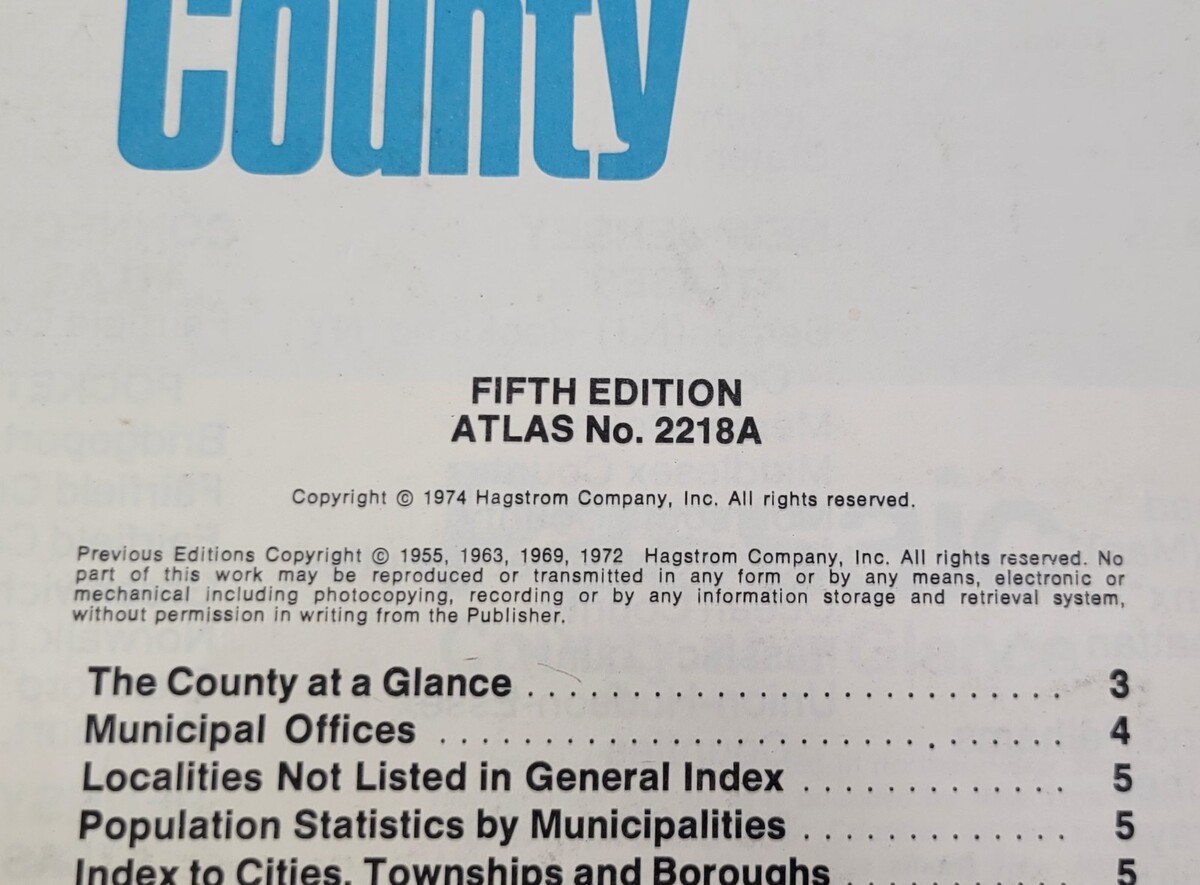 County
FIFTH EDITION
ATLAS No. 2218A
Copyright © 1974 Hagstrom Company, Inc. All rights reserved.
Previous Editions Copyright © 1955, 1963, 1969, 1972 Hagstrom Company, Inc. All rights reserved. No
part of this work may be reproduced or transmitted in any form or by any means, electronic or
mechanical including photocopying, recording or by any information storage and retrieval system,
without permission in writing from the Publisher.
The County at a Glance . . . . . . . . . . . . . . . . . . . . . . . . . . 3
Municipal Offices . . . . . . . . . . . . . . . . . . . . . . . . . . . . . . 4
Localities Not Listed in General Index . . . . . . . . . . . . . 5
Population Statistics by Municipalities . . . . . . . . . . . . . 5
Index to Cities, Townships and Boroughs . . . . . . . . . . . 5